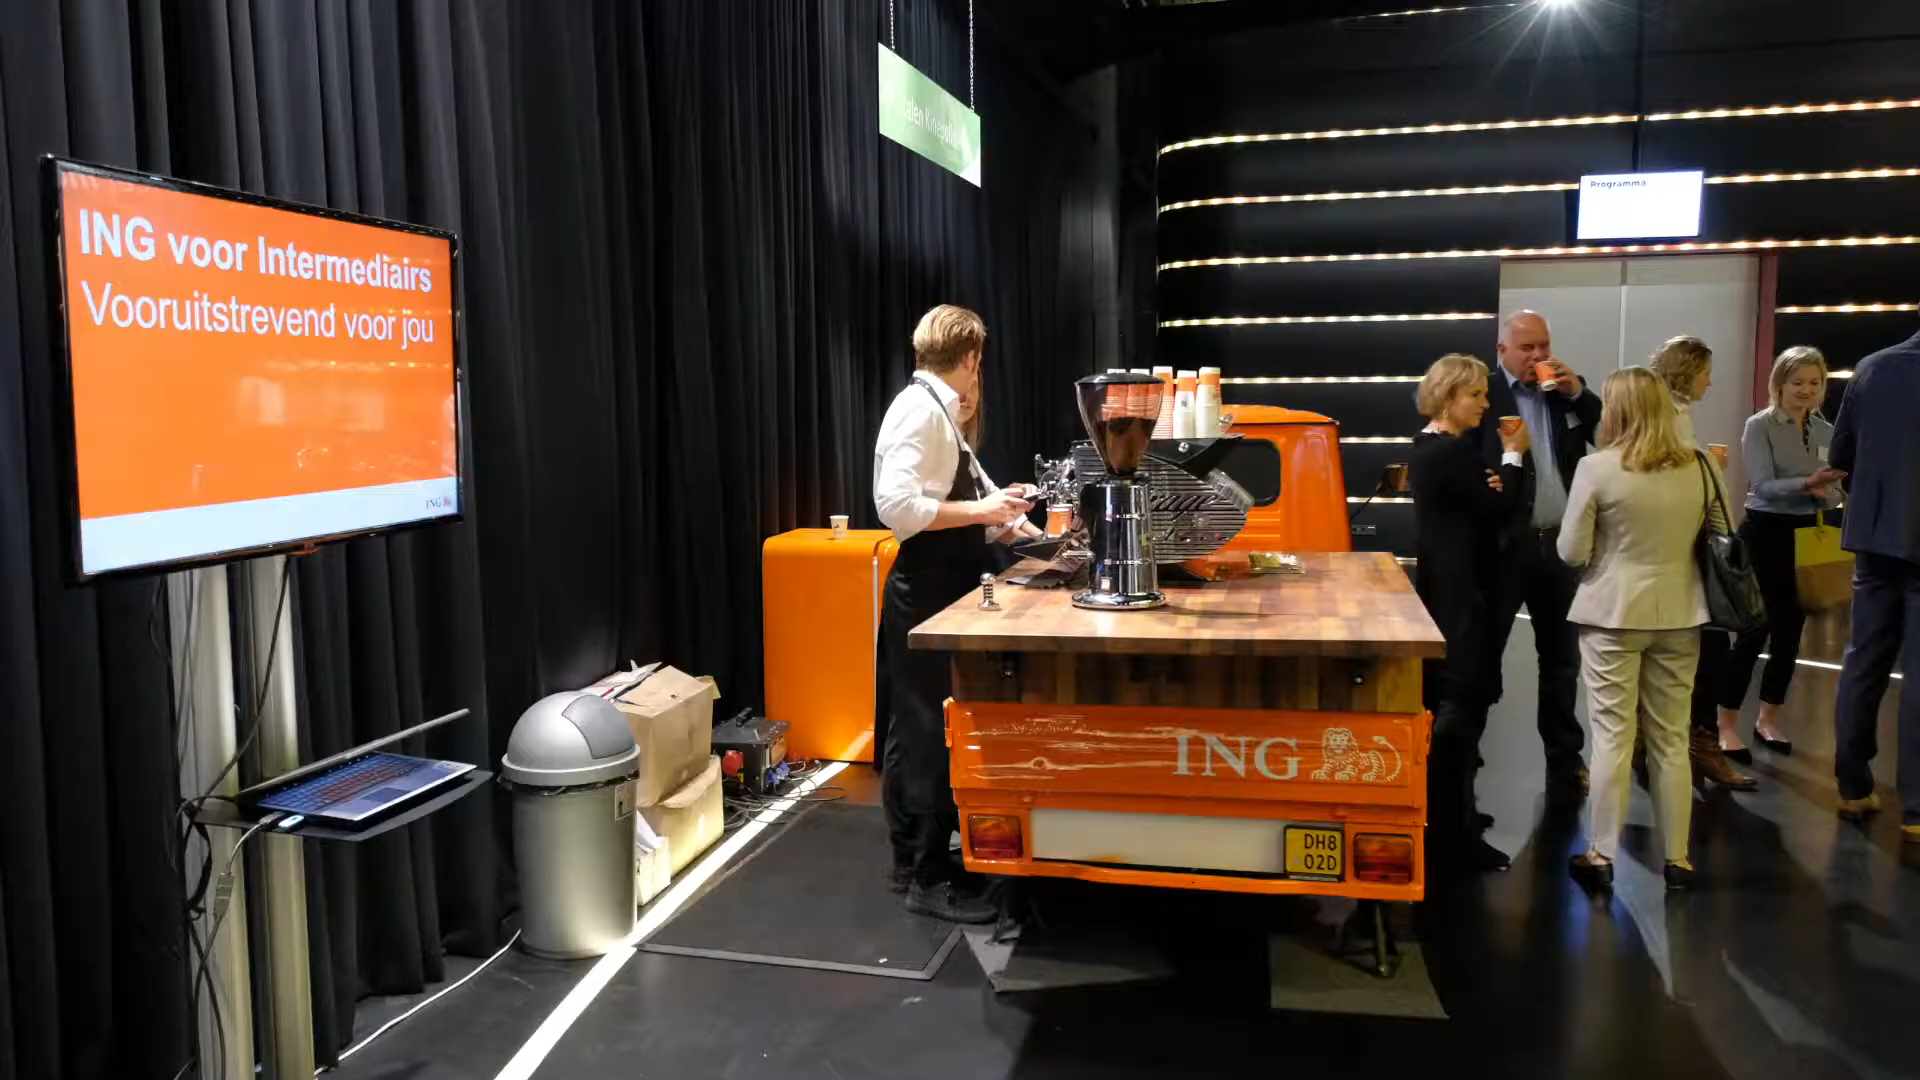 ING voor Intermediairs
Vooruitstrevend voor jou
ING
Programma
ING
DH8
02D